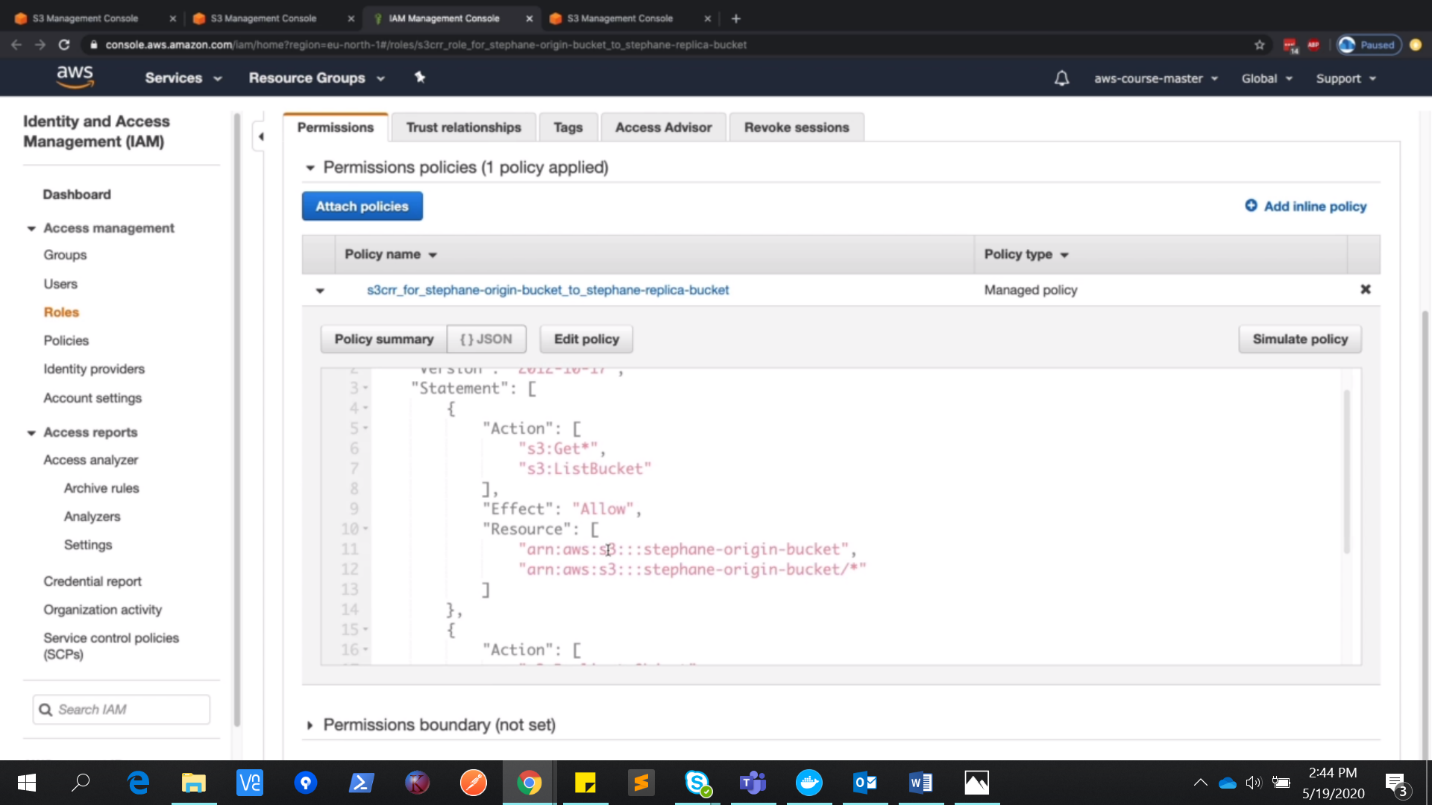 S3 Management Console
S3 Management Console
IAM Management Console
S3 Management Console
console.aws.amazon.com/iam/home?region=eu-north-1#/roles/s3crr_role_for_stephane-origin-bucket_to_stephane-replica-bucket
14
ABP
Paused
aws
Services
Resource Groups
aws-course-master
Global
Support
Identity and Access
Management (IAM)
Dashboard
Access management
Groups
Users
Roles
Policies
Identity providers
Account settings
Access reports
Access analyzer
Archive rules
Analyzers
Settings
Credential report
Organization activity
Service control policies
(SCPs)
Search IAM
Permissions
Trust relationships
Tags
Access Advisor
Revoke sessions
Permissions policies (1 policy applied)
Attach policies
Add inline policy
Policy name
Policy type
s3crr_for_stephane-origin-bucket_to_stephane-replica-bucket
Managed policy
Policy summary
{ } JSON
Edit policy
Simulate policy
2 "Version": "2012-10-17",
3 "Statement": [
4 {
5 "Action": [
6 "s3:Get*",
7 "s3:ListBucket"
8 ],
9 "Effect": "Allow",
10 "Resource": [
11 "arn:aws:s3:::stephane-origin-bucket",
12 "arn:aws:s3:::stephane-origin-bucket/*"
13 ]
14 },
15 {
16 "Action": [
Permissions boundary (not set)
2:44 PM
5/19/2020
3